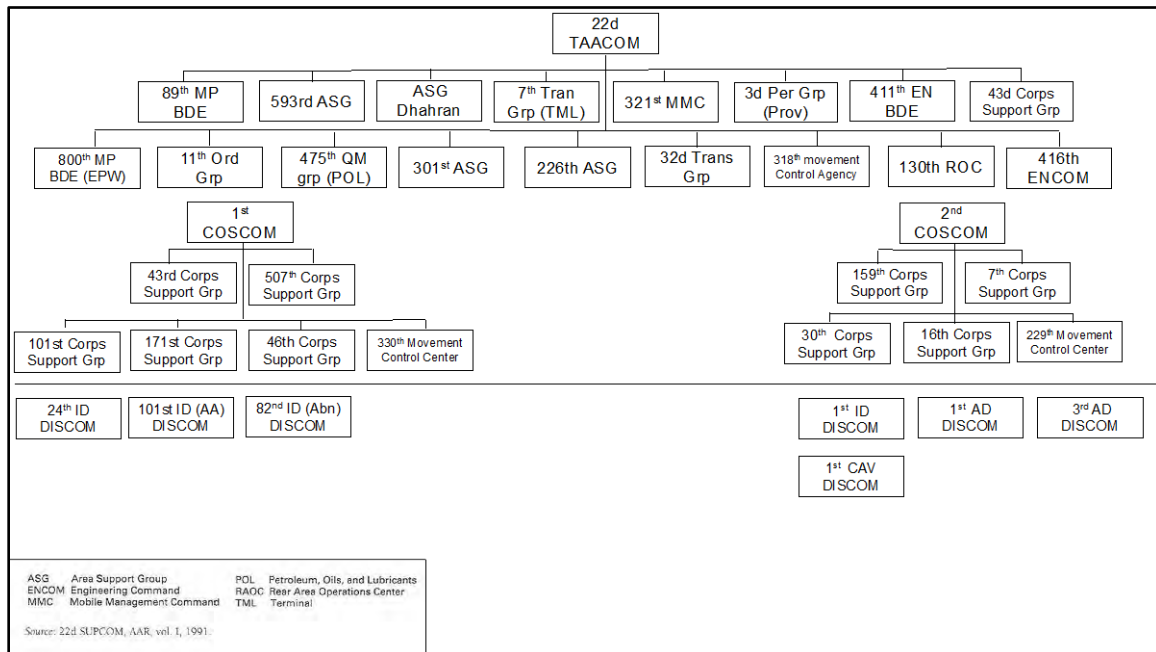 22d
TAACOM
89th MP
BDE
593rd ASG
ASG
Dhahran
7th Tran
Grp (TML)
321st MMC
3d Per Grp
(Prov)
411th EN
BDE
43d Corps
Support Grp
800th MP
BDE (EPW)
11th Ord
Grp
475th QM
grp (POL)
301st ASG
226th ASG
32d Trans
Grp
318th movement
Control Agency
130th ROC
416th
ENCOM
1st
COSCOM
2nd
COSCOM
43rd Corps
Support Grp
507th Corps
Support Grp
159th Corps
Support Grp
7th Corps
Support Grp
101st Corps
Support Grp
171st Corps
Support Grp
46th Corps
Support Grp
330th Movement
Control Center
30th Corps
Support Grp
16th Corps
Support Grp
229th Movement
Control Center
24th ID
DISCOM
101st ID (AA)
DISCOM
82nd ID (Abn)
DISCOM
1st ID
DISCOM
1st AD
DISCOM
3rd AD
DISCOM
1st CAV
DISCOM
ASG Area Support Group
ENCOM Engineering Command
MMC Mobile Management Command
POL Petroleum, Oils, and Lubricants
RAOC Rear Area Operations Center
TML Terminal
Source: 22d SUPCOM, AAR, vol. I, 1991.